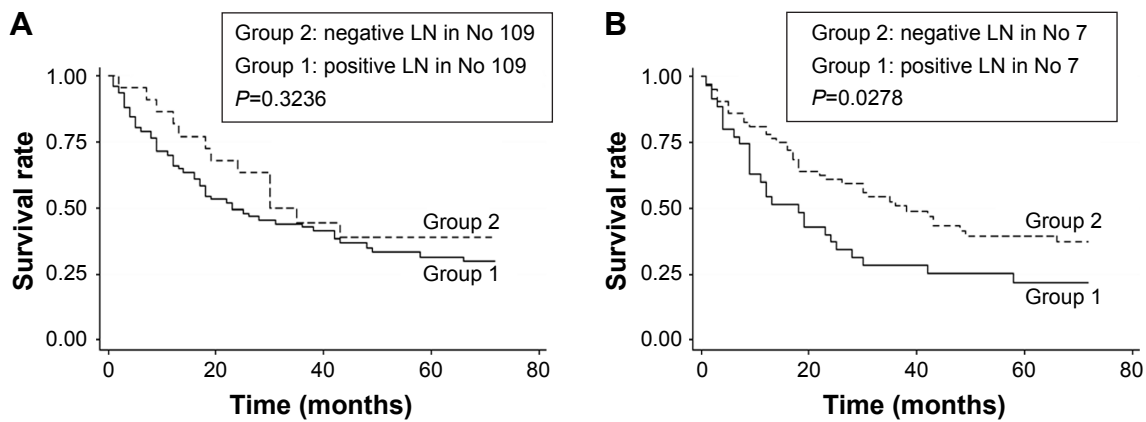 A
Group 2: negative LN in No 109
Group 1: positive LN in No 109
P=0.3236
1.00
0.75
0.50
0.25
0.00
Survival rate
Group 2
Group 1
0
20
40
60
80
Time (months)
B
Group 2: negative LN in No 7
Group 1: positive LN in No 7
P=0.0278
1.00
0.75
0.50
0.25
0.00
Survival rate
Group 2
Group 1
0
20
40
60
80
Time (months)